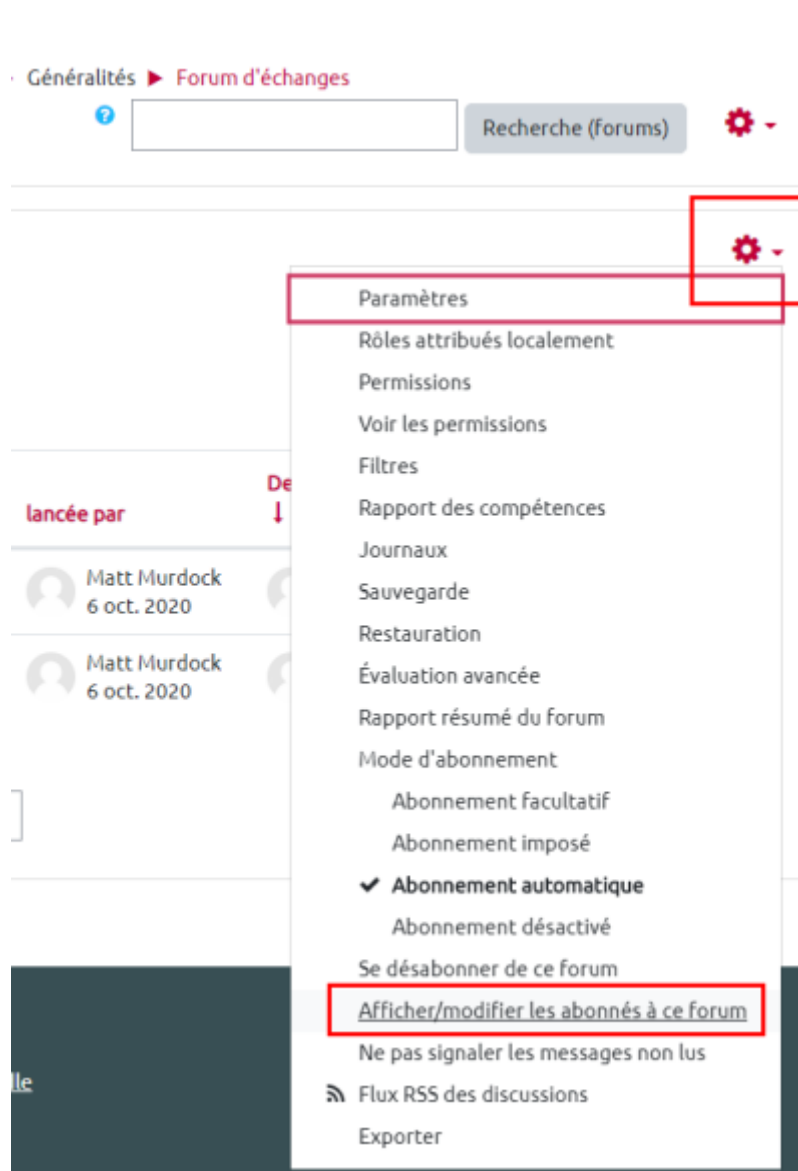 Généralités ▶ Forum d'échanges
Recherche (forums)
Paramètres
Rôles attribués localement
Permissions
Voir les permissions
Filtres
Rapport des compétences
Journaux
Sauvegarde
Restauration
Évaluation avancée
Rapport résumé du forum
Mode d'abonnement
Abonnement facultatif
Abonnement imposé
✔ Abonnement automatique
Abonnement désactivé
Se désabonner de ce forum
Afficher/modifier les abonnés à ce forum
Ne pas signaler les messages non lus
Flux RSS des discussions
Exporter
lancée par
De
Matt Murdock
6 oct. 2020
Matt Murdock
6 oct. 2020
lle